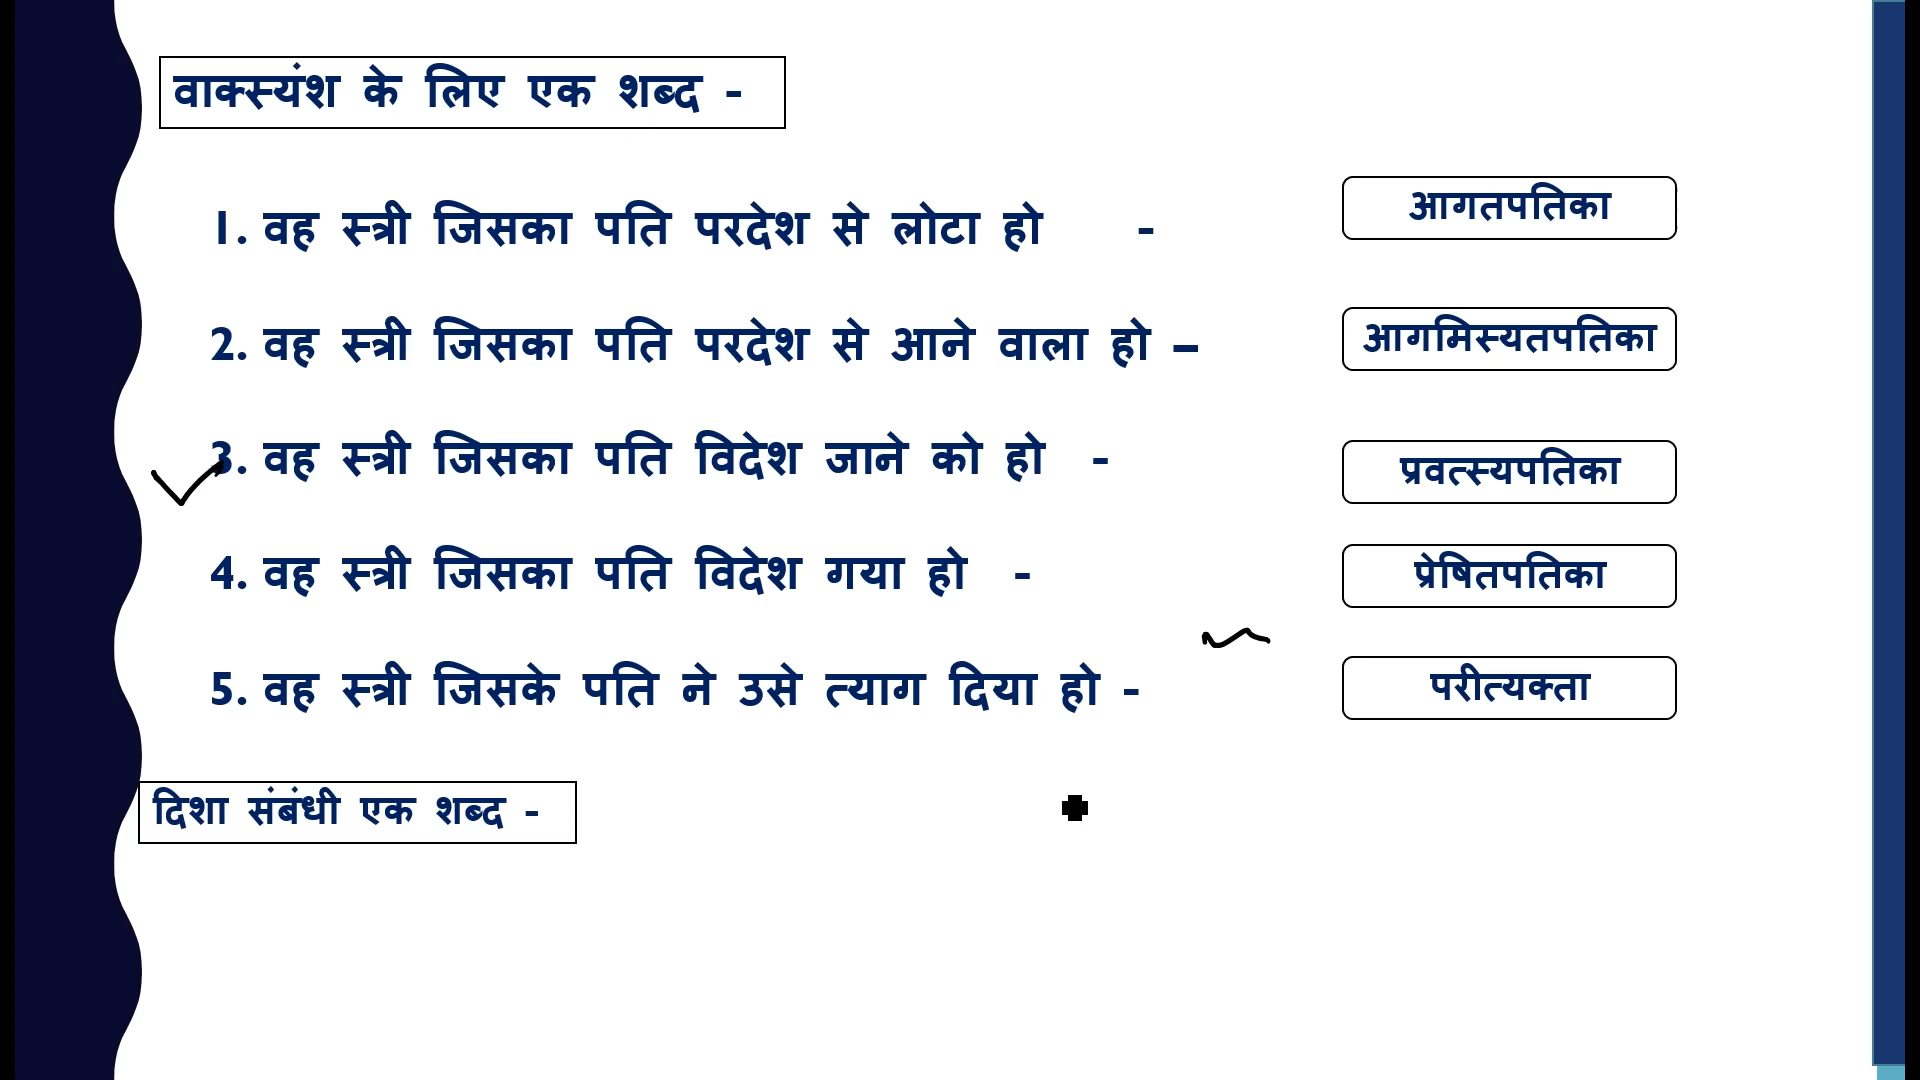 वाक्स्यंश के लिए एक शब्द -
1. वह स्त्री जिसका पति परदेश से लोटा हो - आगतपतिका
2. वह स्त्री जिसका पति परदेश से आने वाला हो – आगमिस्यतपतिका
3. वह स्त्री जिसका पति विदेश जाने को हो - प्रवत्स्यपतिका
4. वह स्त्री जिसका पति विदेश गया हो - प्रेषितपतिका
5. वह स्त्री जिसके पति ने उसे त्याग दिया हो - परीत्यक्ता
दिशा संबंधी एक शब्द -